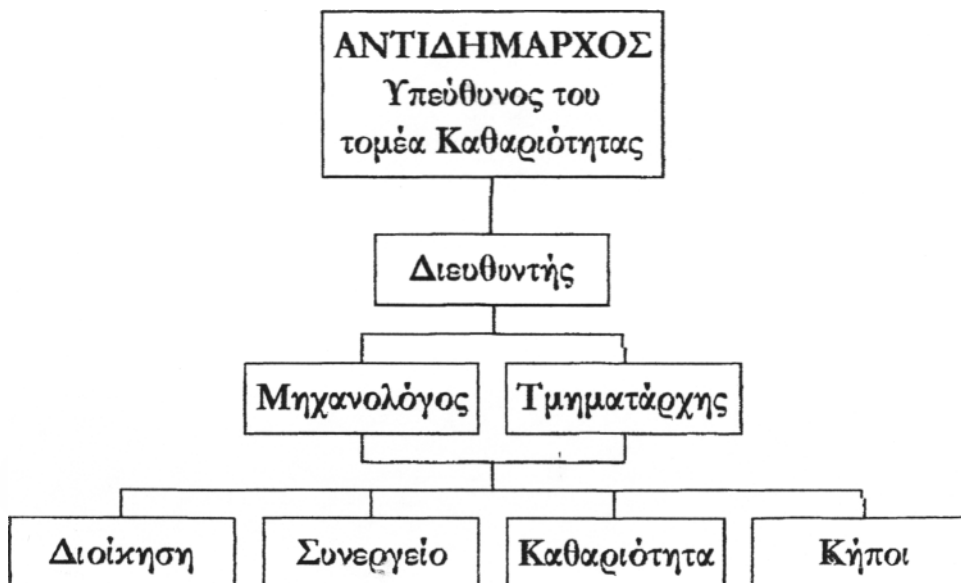 ΑΝΤΙΔΗΜΑΡΧΟΣ
Υπεύθυνος του
τομέα Καθαριότητας
Διευθυντής
Μηχανολόγος
Τμηματάρχης
Διοίκηση
Συνεργείο
Καθαριότητα
Κήποι